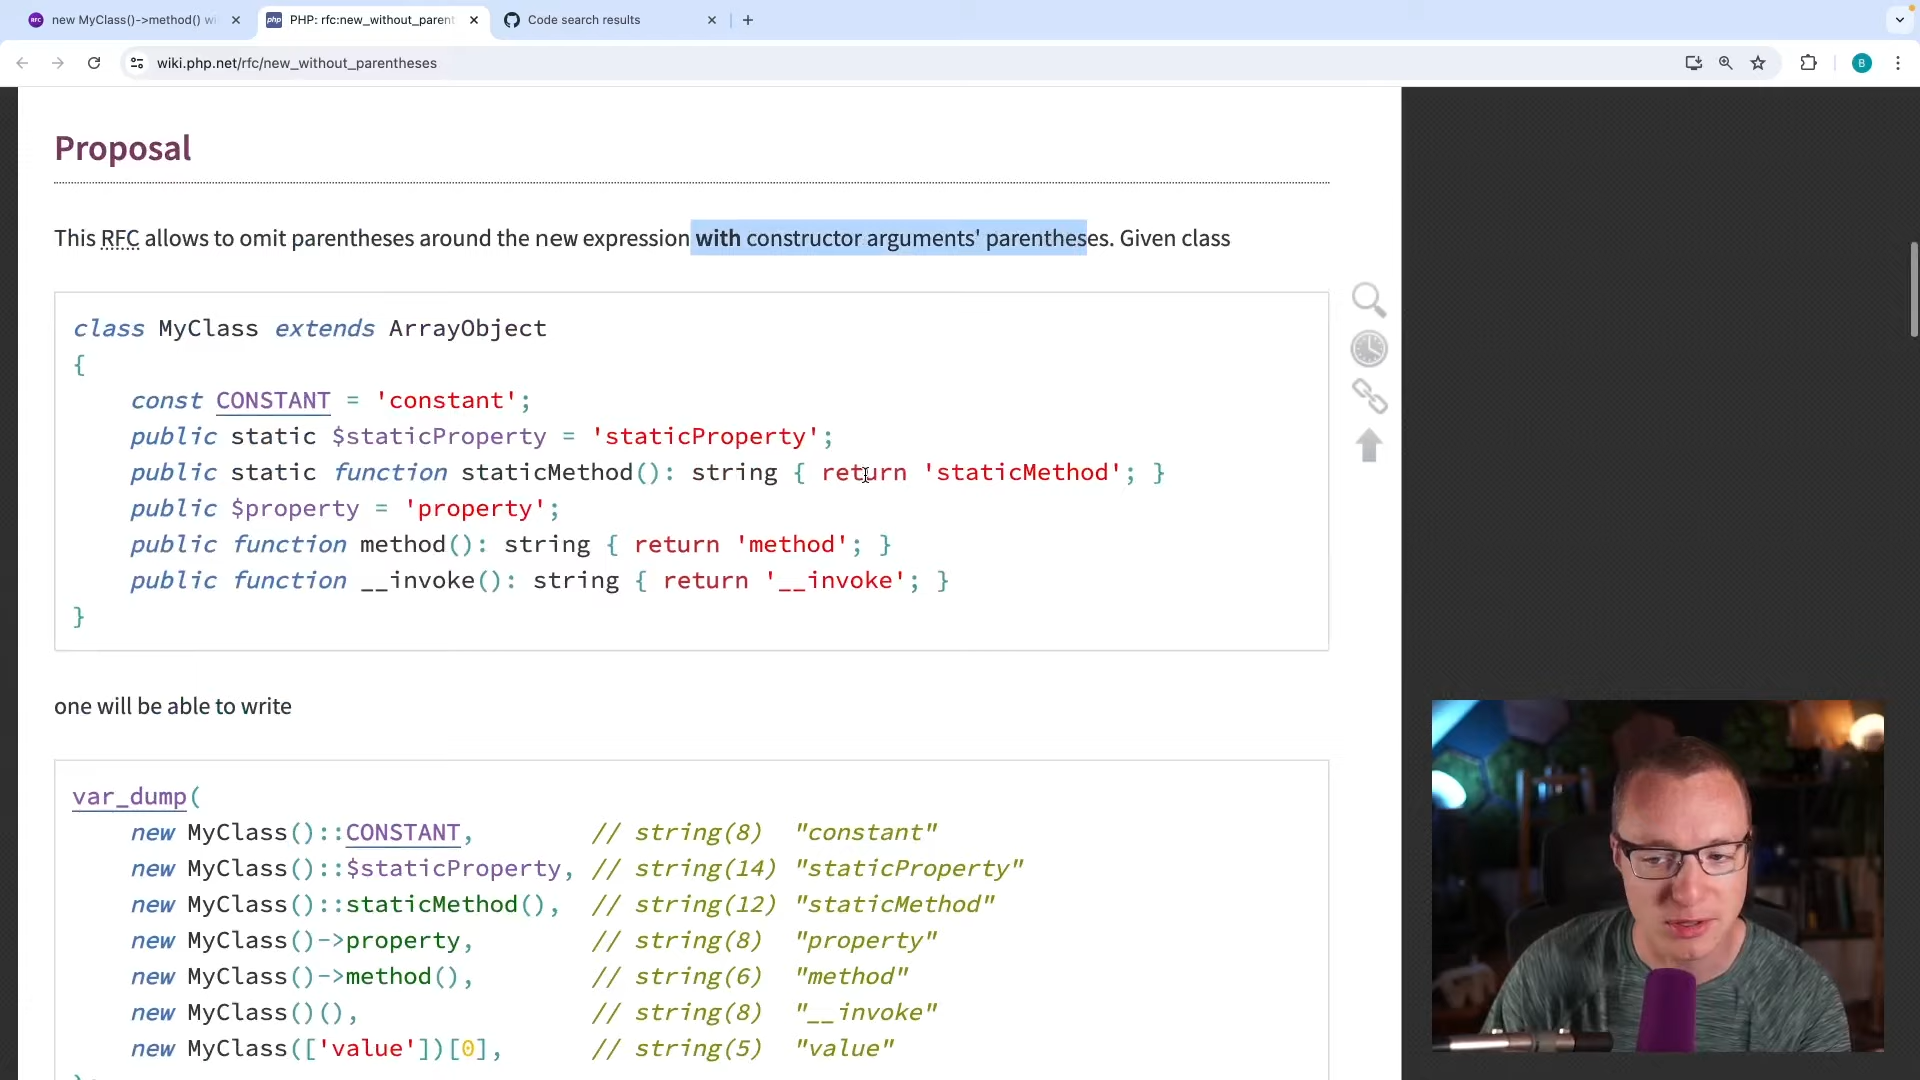 new MyClass()->method() wi
PHP: rfc:new_without_parent
Code search results
wiki.php.net/rfc/new_without_parentheses
B
Proposal
This RFC allows to omit parentheses around the new expression with constructor arguments' parentheses. Given class
class MyClass extends ArrayObject
{
    const CONSTANT = 'constant';
    public static $staticProperty = 'staticProperty';
    public static function staticMethod(): string { return 'staticMethod'; }
    public $property = 'property';
    public function method(): string { return 'method'; }
    public function __invoke(): string { return '__invoke'; }
}
one will be able to write
var_dump(
    new MyClass()::CONSTANT,        // string(8)  "constant"
    new MyClass()::$staticProperty, // string(14) "staticProperty"
    new MyClass()::staticMethod(),  // string(12) "staticMethod"
    new MyClass()->property,        // string(8)  "property"
    new MyClass()->method(),        // string(6)  "method"
    new MyClass()(),                // string(8)  "__invoke"
    new MyClass(['value'])[0],      // string(5)  "value"